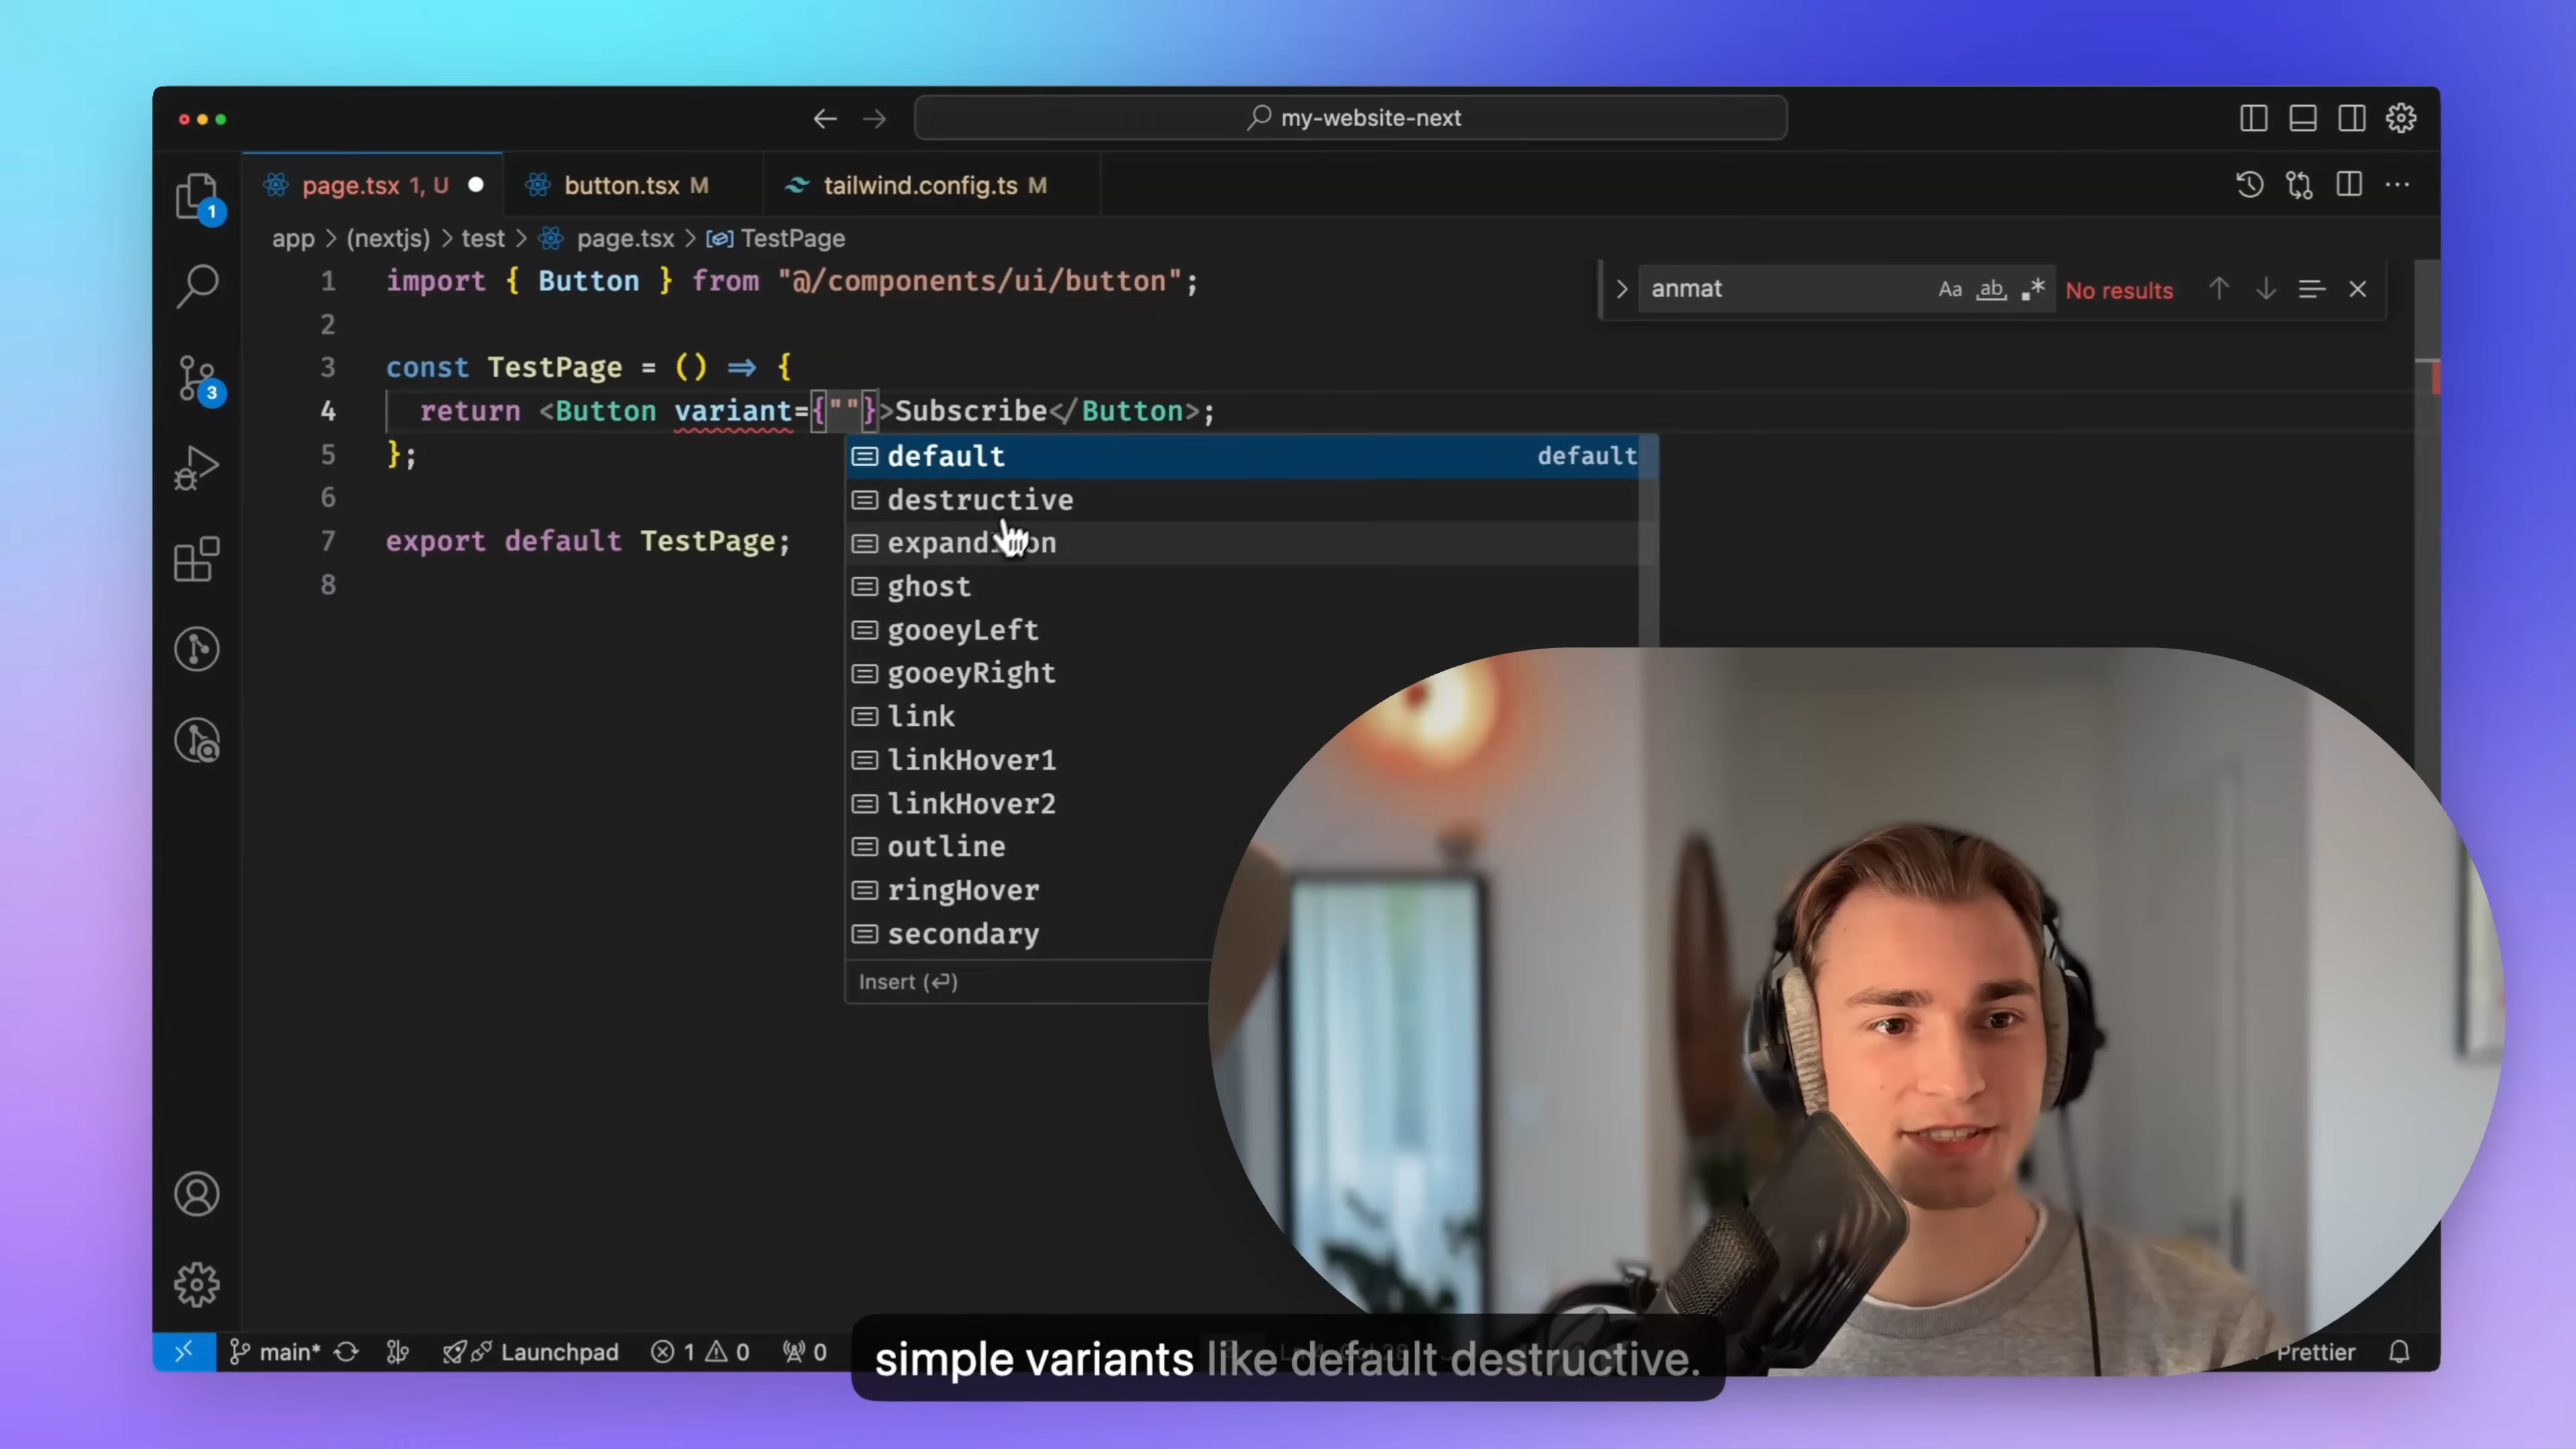 my-website-next
page.tsx 1, U
button.tsx M
tailwind.config.ts M
app > (nextjs) > test > page.tsx > TestPage
1 import { Button } from "@/components/ui/button";
anmat
Aa
ab
No results
2
3 const TestPage = () => {
4 return <Button variant={""}>Subscribe</Button>;
5 };
6
7 export default TestPage;
8
default default
destructive
ghost
gooeyLeft
gooeyRight
link
linkHover1
linkHover2
outline
ringHover
secondary
Insert
1
3
main*
Launchpad
1
0
0
Prettier
simple variants like default destructive.